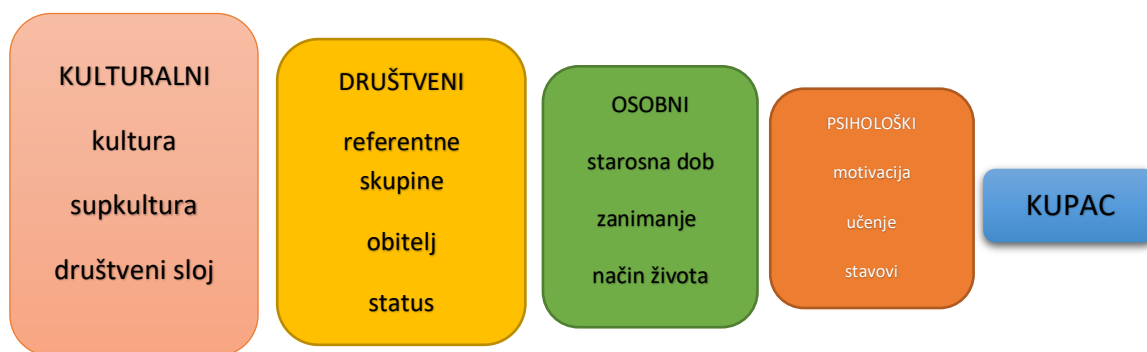 KULTURALNI
kultura
supkultura
društveni sloj
DRUŠTVENI
referentne
skupine
obitelj
status
OSOBNI
starosna dob
zanimanje
način života
PSIHOLOŠKI
motivacija
učenje
stavovi
KUPAC